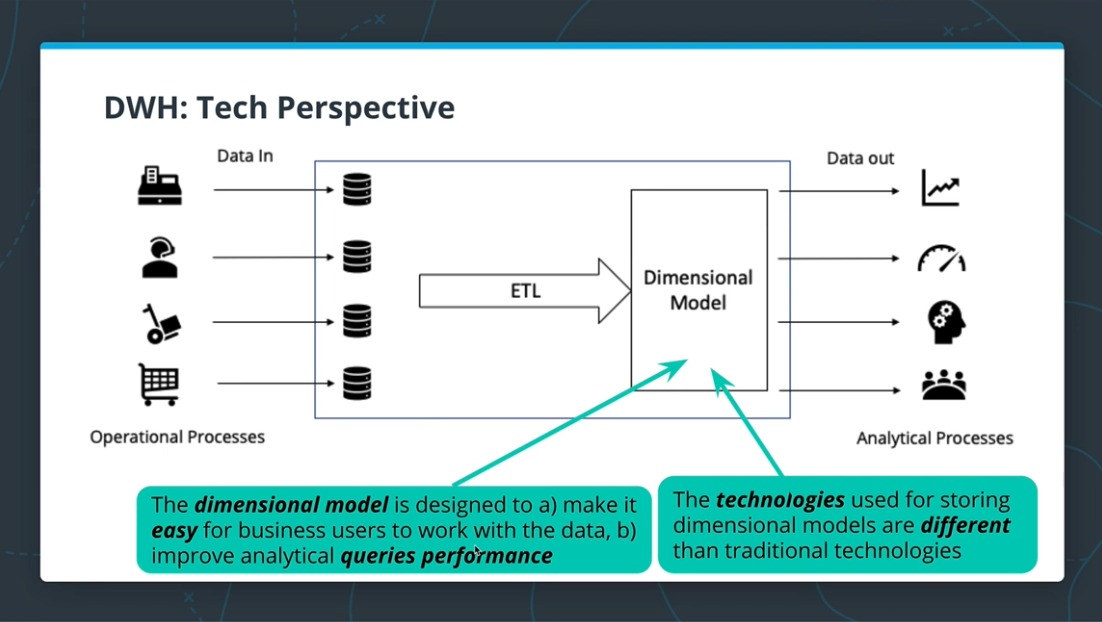 DWH: Tech Perspective
Data In
Data out
ETL
Dimensional
Model
Operational Processes
Analytical Processes
The dimensional model is designed to a) make it
easy for business users to work with the data, b)
improve analytical queries performance
The technologies used for storing
dimensional models are different
than traditional technologies